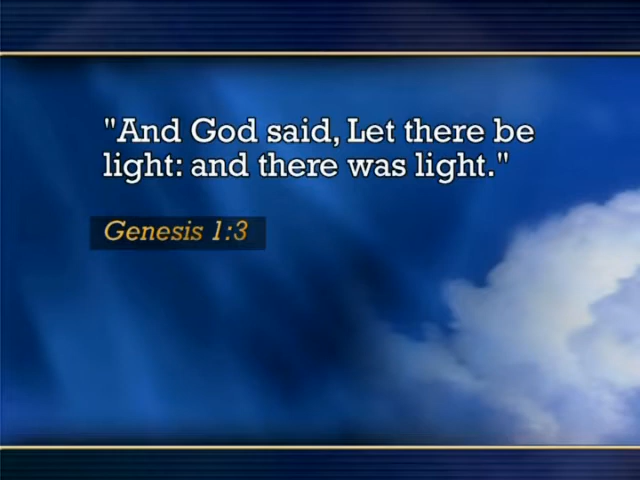 "And God said, Let there be
light: and there was light."
Genesis 1:3